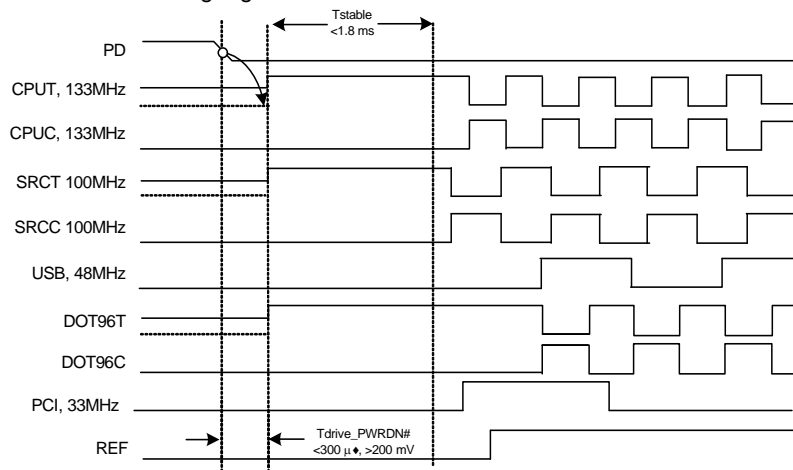 Tstable
<1.8 ms
PD
CPUT, 133MHz
CPUC, 133MHz
SRCT 100MHz
SRCC 100MHz
USB, 48MHz
DOT96T
DOT96C
PCI, 33MHz
REF
Tdrive_PWRDN#
<300 µ♦, >200 mV